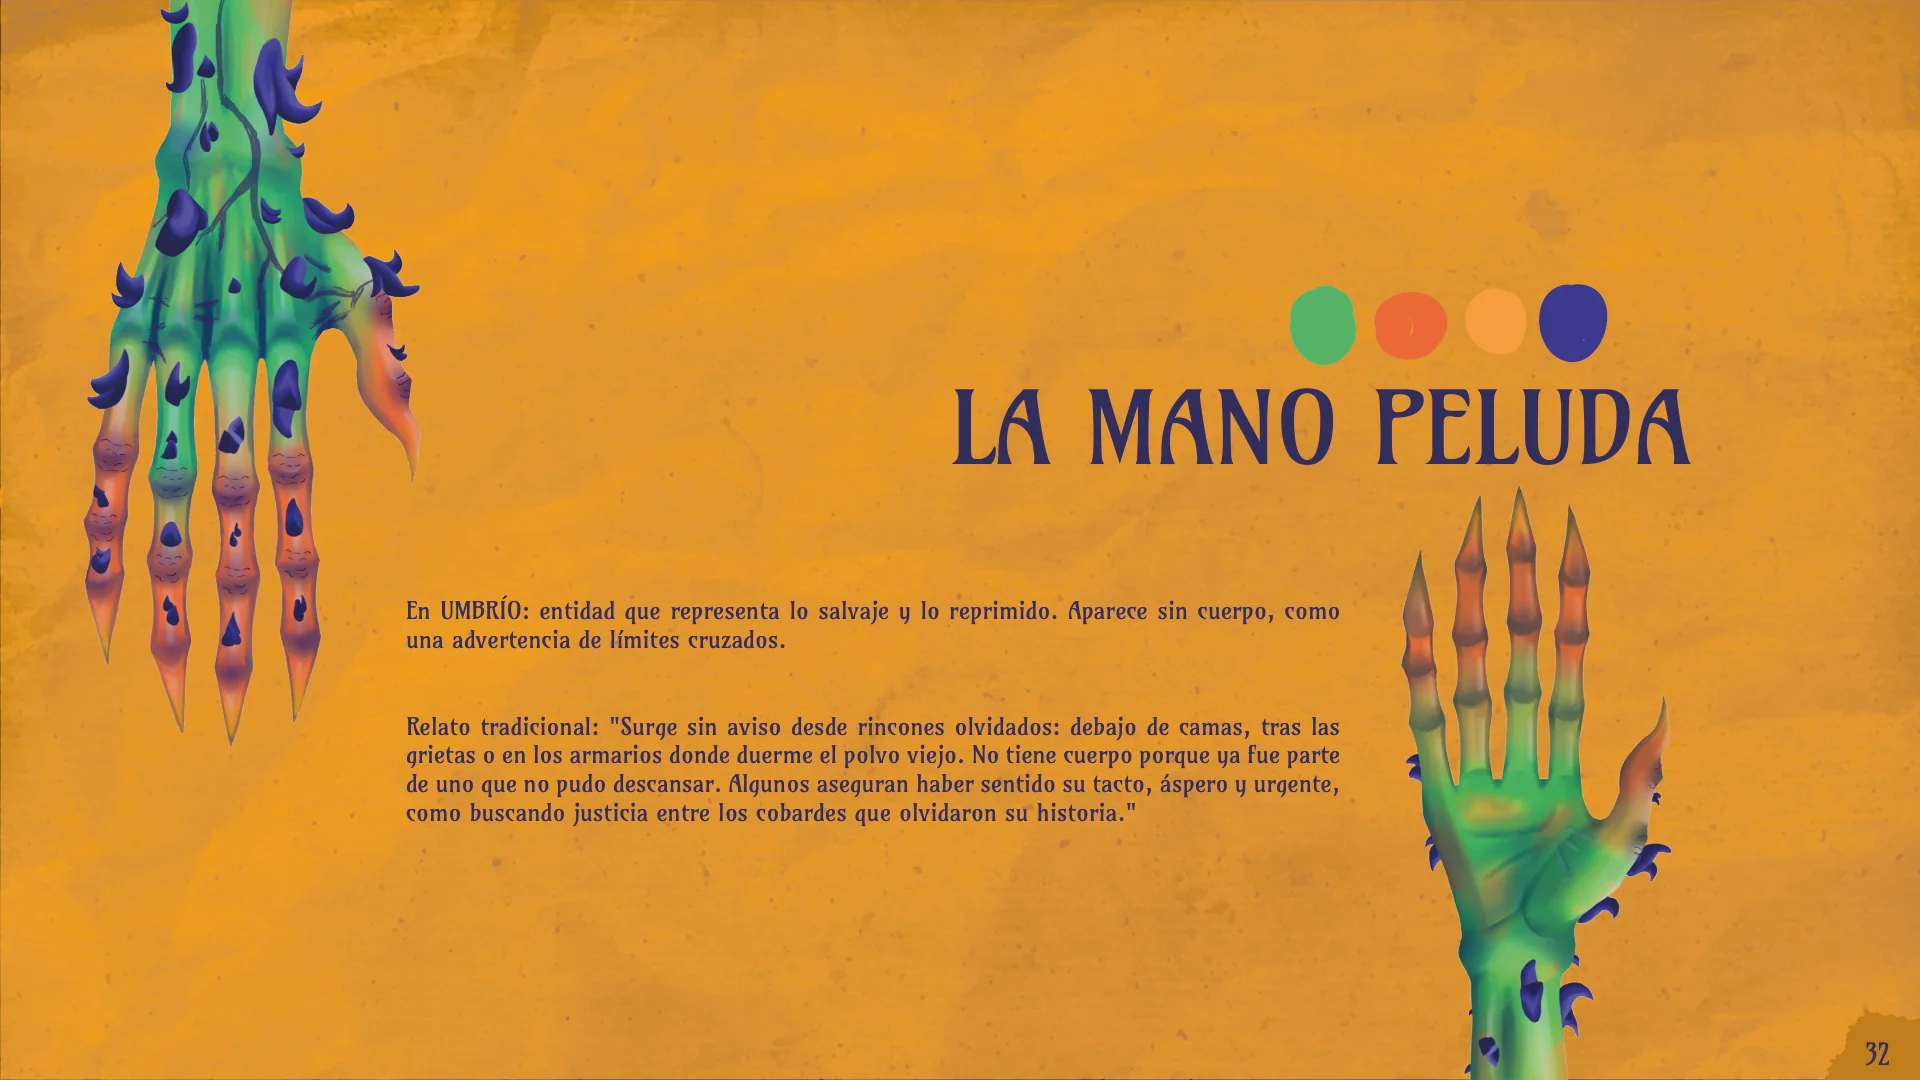 LA MANO PELUDA
En UMBRÍO: entidad que representa lo salvaje y lo reprimido. Aparece sin cuerpo, como
una advertencia de límites cruzados.
Relato tradicional: "Surge sin aviso desde rincones olvidados: debajo de camas, tras las
grietas o en los armarios donde duerme el polvo viejo. No tiene cuerpo porque ya fue parte
de uno que no pudo descansar. Algunos aseguran haber sentido su tacto, áspero y urgente,
como buscando justicia entre los cobardes que olvidaron su historia."
32